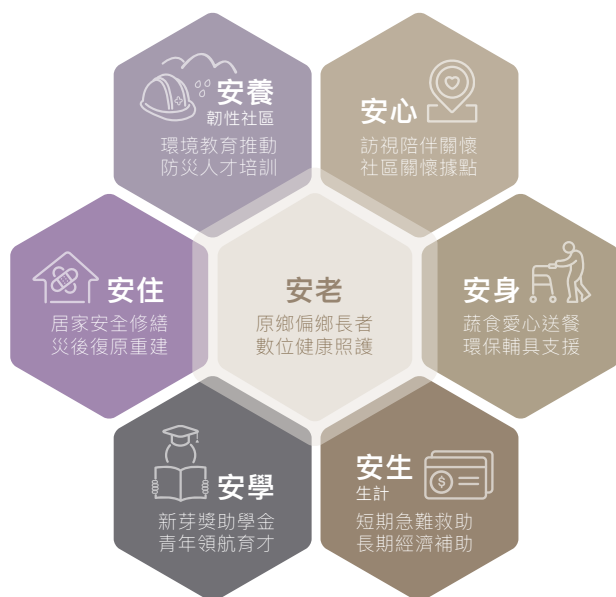 安養
韌性社區
環境教育推動
防災人才培訓
安心
訪視陪伴關懷
社區關懷據點
安住
居家安全修繕
災後復原重建
安老
原鄉偏鄉長者
數位健康照護
安身
蔬食愛心送餐
環保輔具支援
安學
新芽獎助學金
青年領航育才
安生
生計
$
短期急難救助
長期經濟補助